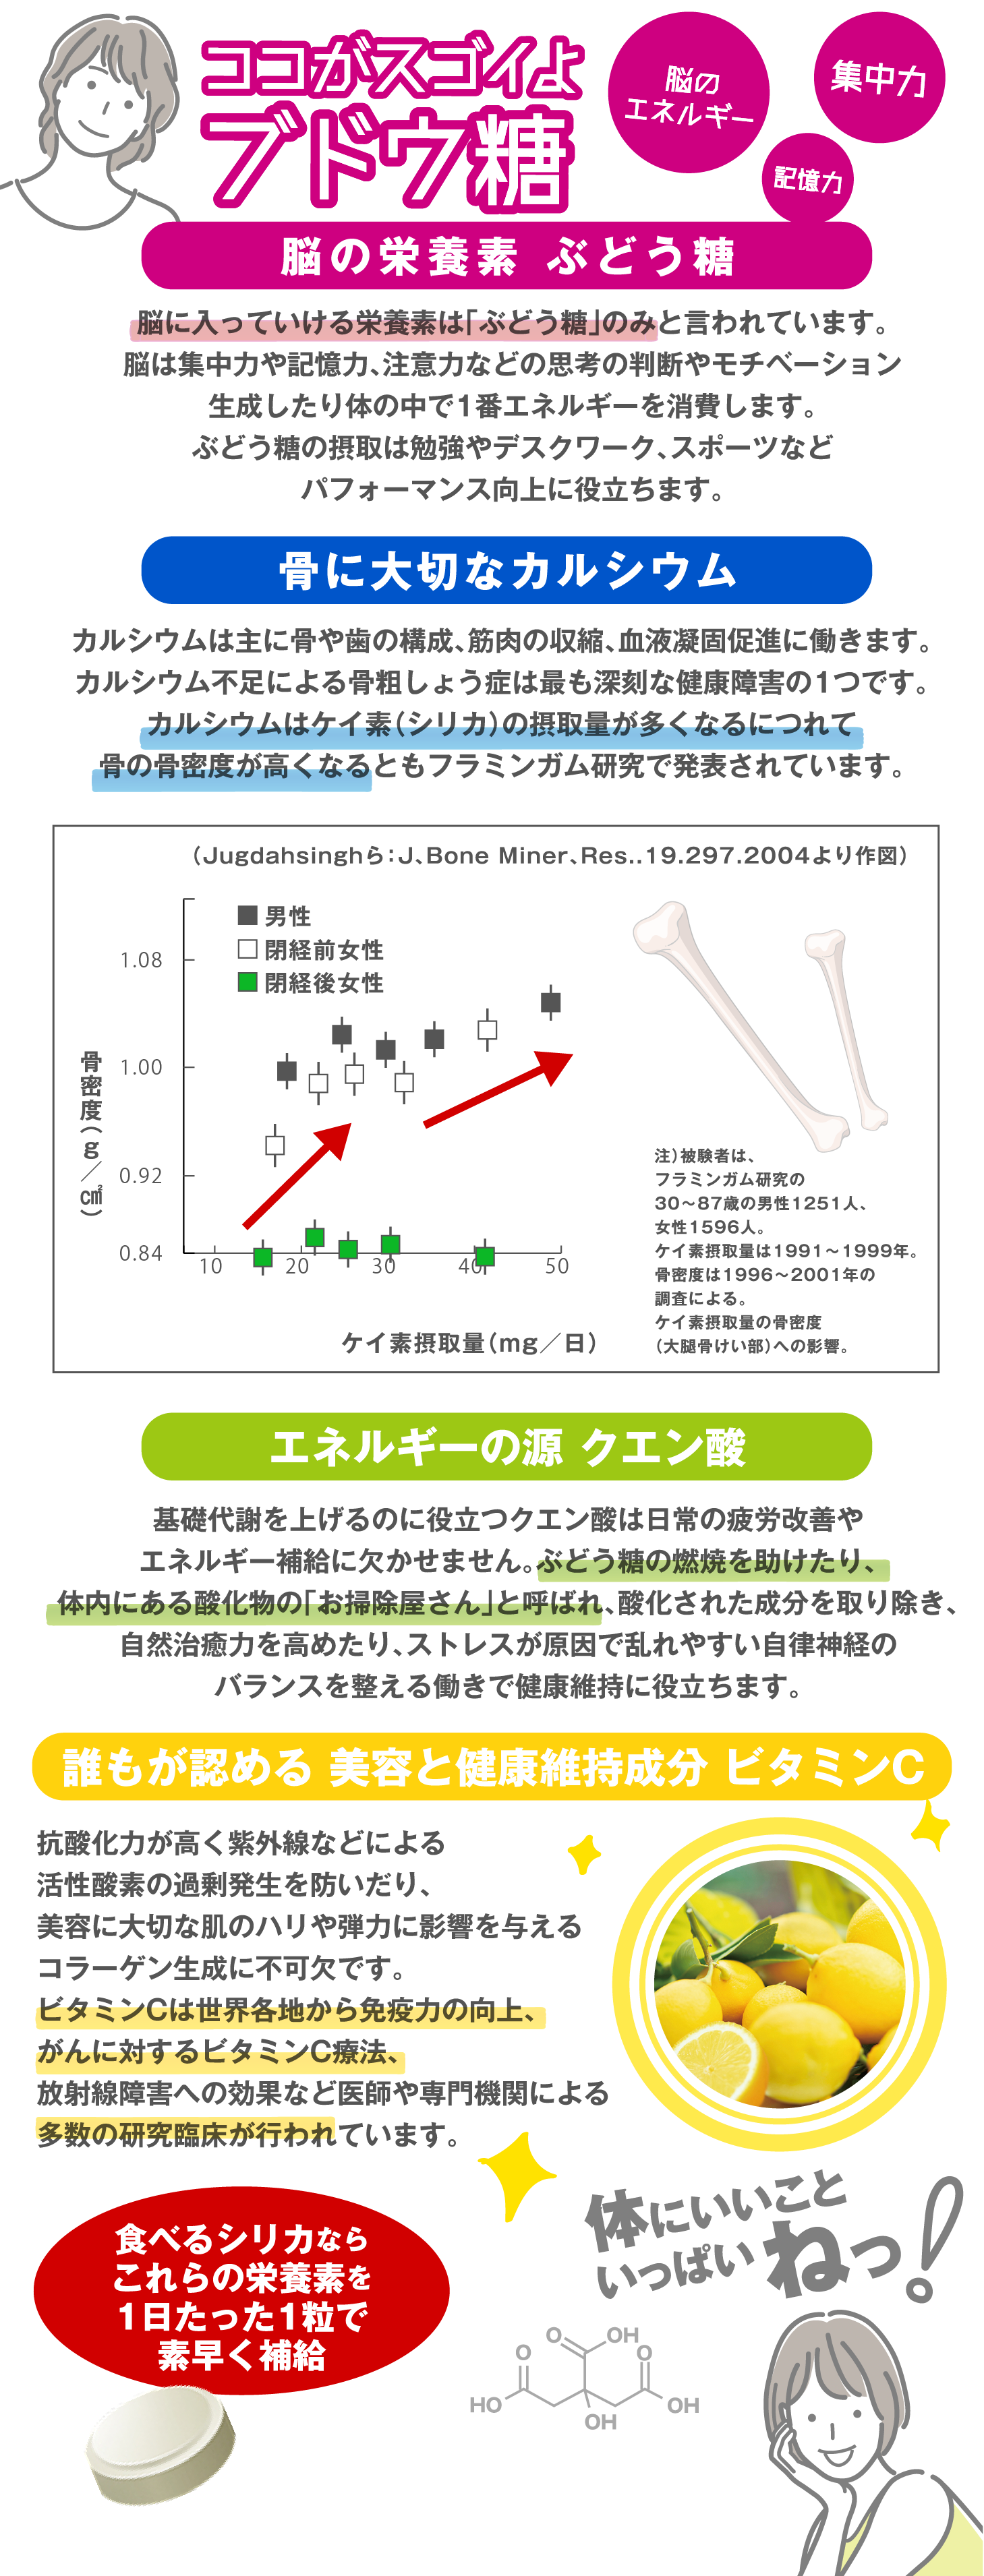 ココがスゴイよ
ブドウ糖
脳の
エネルギー
集中力
記憶力
脳の栄養素 ぶどう糖
脳に入っていける栄養素は「ぶどう糖」のみと言われています。
脳は集中力や記憶力、注意力などの思考の判断やモチベーション
生成したり体の中で1番エネルギーを消費します。
ぶどう糖の摂取は勉強やデスクワーク、スポーツなど
パフォーマンス向上に役立ちます。
骨に大切なカルシウム
カルシウムは主に骨や歯の構成、筋肉の収縮、血液凝固促進に働きます。
カルシウム不足による骨粗しょう症は最も深刻な健康障害の1つです。
カルシウムはケイ素(シリカ)の摂取量が多くなるにつれて
骨の骨密度が高くなるともフラミンガム研究で発表されています。
(Jugdahsinghら:J、Bone Miner、Res..19.297.2004より作図)
男性
閉経前女性
閉経後女性
1.08
1.00
0.92
0.84
骨密度(g/㎠)
10 20 30 40 50
ケイ素摂取量(mg/日)
注)被験者は、
フラミンガム研究の
30〜87歳の男性1251人、
女性1596人。
ケイ素摂取量は1991〜1999年。
骨密度は1996〜2001年の
調査による。
ケイ素摂取量の骨密度
(大腿骨けい部)への影響。
エネルギーの源 クエン酸
基礎代謝を上げるのに役立つクエン酸は日常の疲労改善や
エネルギー補給に欠かせません。ぶどう糖の燃焼を助けたり、
体内にある酸化物の「お掃除屋さん」と呼ばれ、酸化された成分を取り除き、
自然治癒力を高めたり、ストレスが原因で乱れやすい自律神経の
バランスを整える働きで健康維持に役立ちます。
誰もが認める 美容と健康維持成分 ビタミンC
抗酸化力が高く紫外線などによる
活性酸素の過剰発生を防いだり、
美容に大切な肌のハリや弾力に影響を与える
コラーゲン生成に不可欠です。
ビタミンCは世界各地から免疫力の向上、
がんに対するビタミンC療法、
放射線障害への効果など医師や専門機関による
多数の研究臨床が行われています。
体にいいこと
いっぱいねっ!
食べるシリカなら
これらの栄養素を
1日たった1粒で
素早く補給
O OH
O O
HO OH
OH